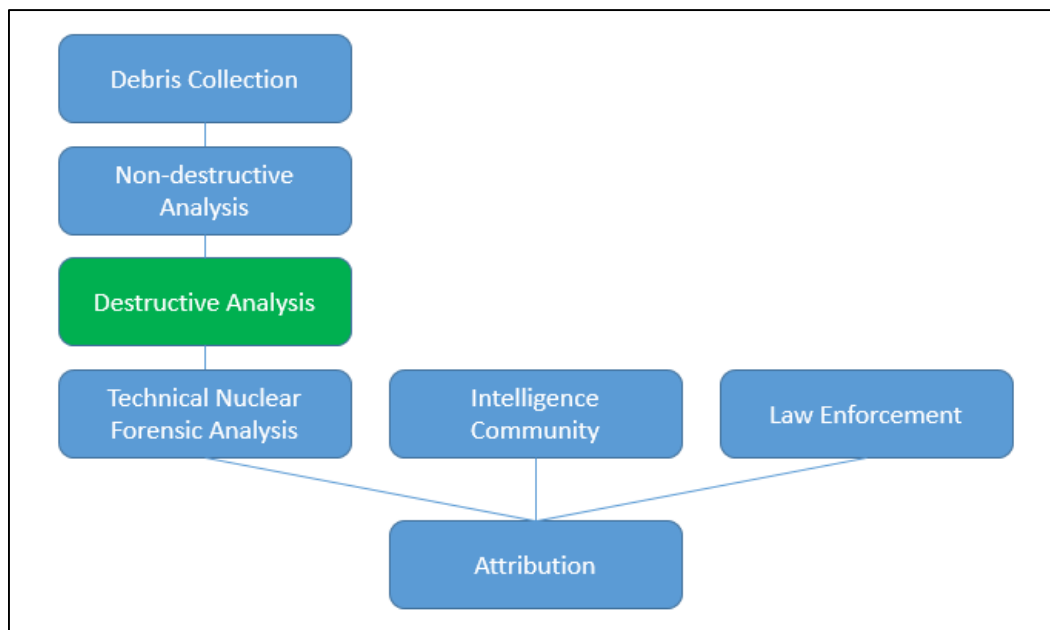 Debris Collection
Non-destructive
Analysis
Destructive Analysis
Technical Nuclear
Forensic Analysis
Intelligence
Community
Law Enforcement
Attribution